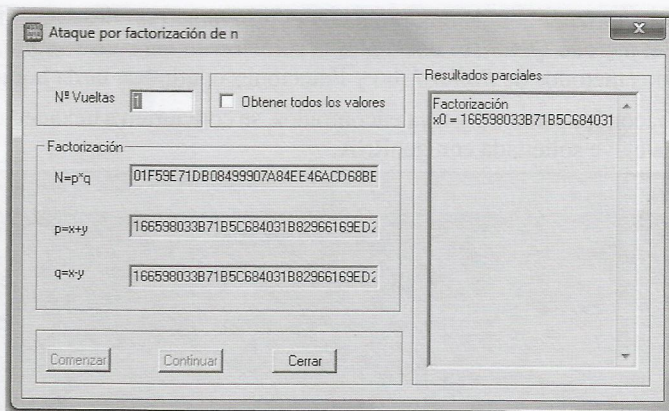 Ataque por factorización de n
x
Nº Vueltas
1
Obtener todos los valores
Factorización
N=p*q
01F59E71DB08499907A84EE46ACD68BE
p=x+y
166598033B71B5C684031B82966169ED2
q=x-y
166598033B71B5C684031B82966169ED2
Comenzar
Continuar
Cerrar
Resultados parciales
Factorización
x0 = 166598033B71B5C684031